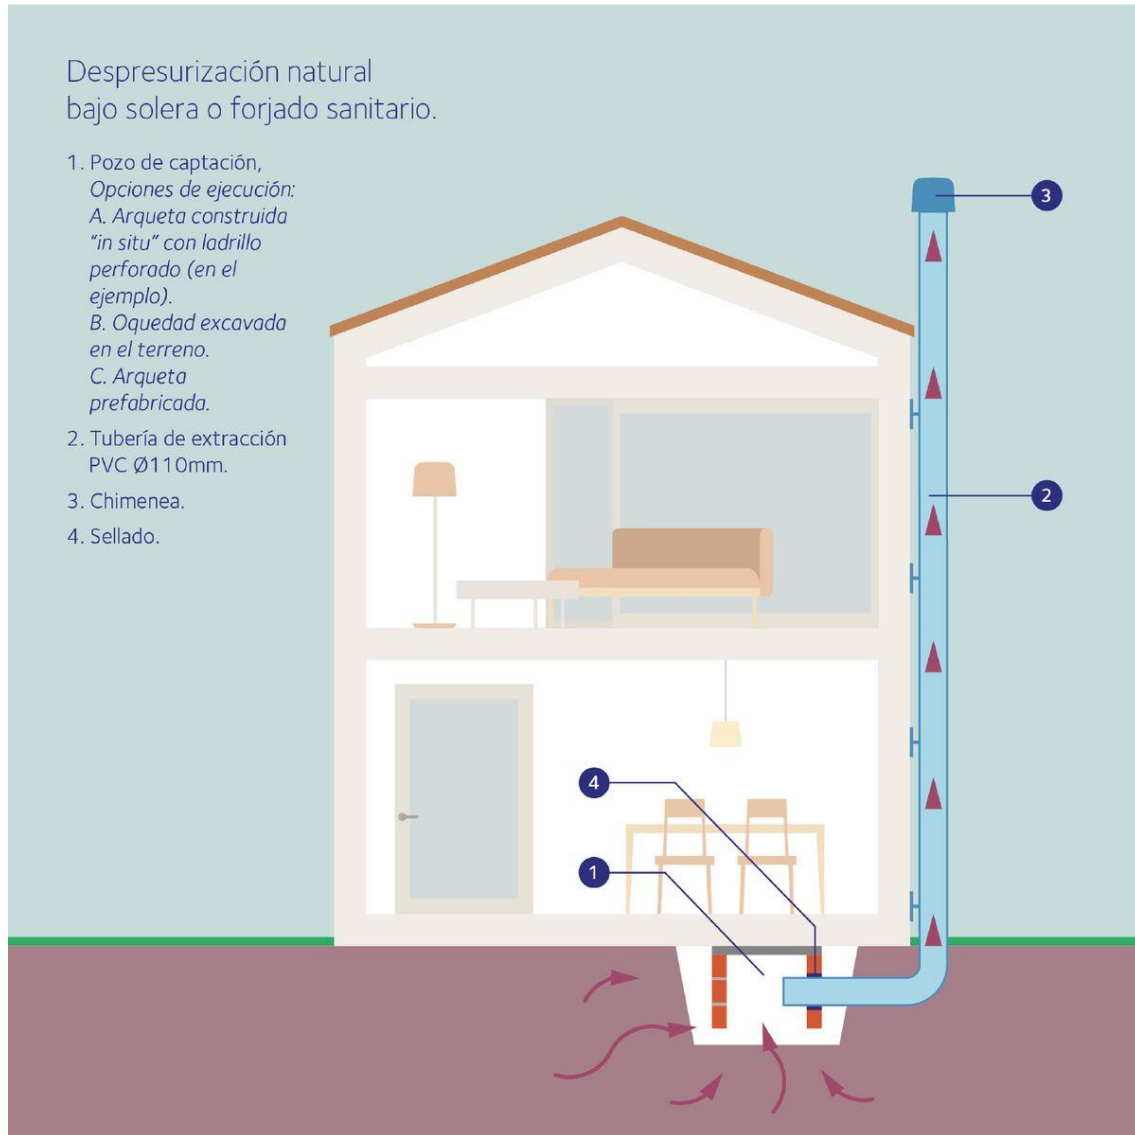 Despresurización natural
bajo solera o forjado sanitario.
1. Pozo de captación,
Opciones de ejecución:
A. Arqueta construida
“in situ” con ladrillo
perforado (en el
ejemplo).
B. Oquedad excavada
en el terreno.
C. Arqueta
prefabricada.
2. Tubería de extracción
PVC Ø110mm.
3. Chimenea.
4. Sellado.
3
2
4
1